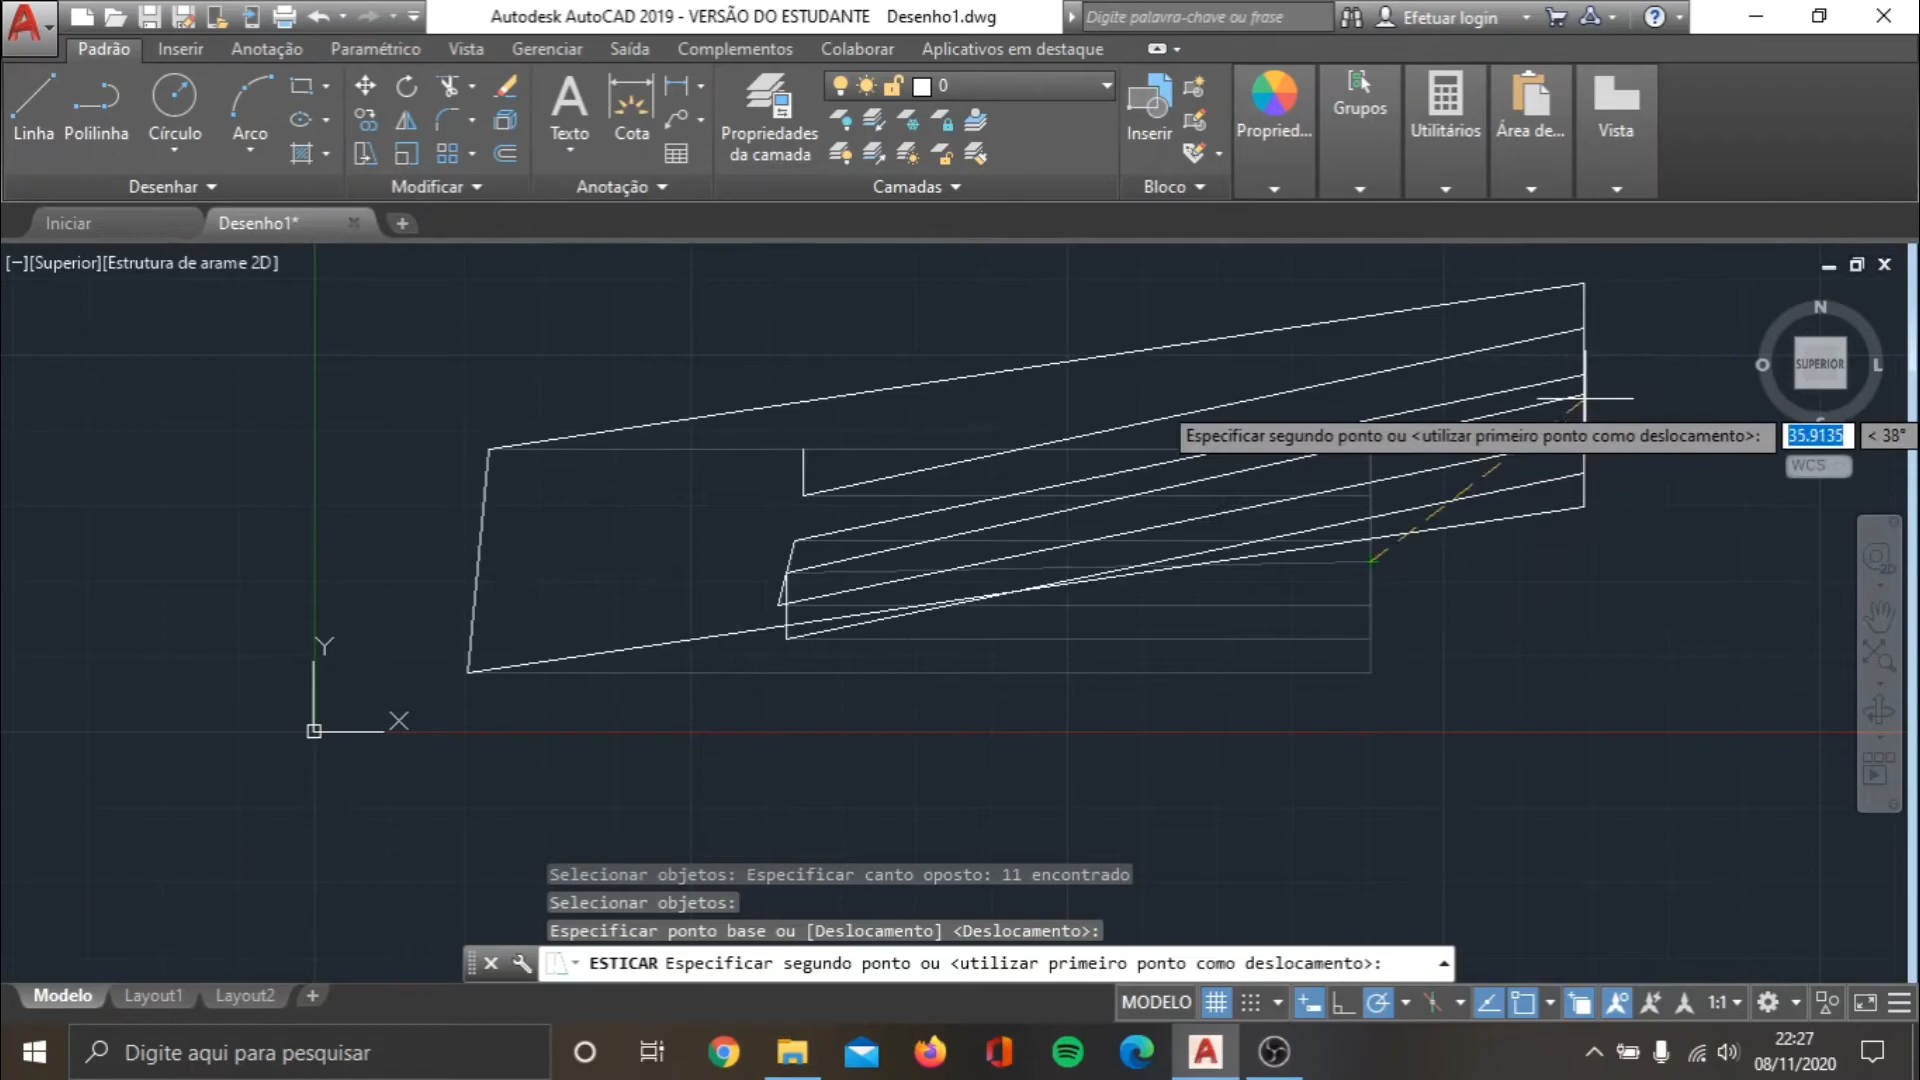 Autodesk AutoCAD 2019 - VERSÃO DO ESTUDANTE Desenho1.dwg
Digite palavra-chave ou frase
Efetuar login
Padrão Inserir Anotação Paramétrico Vista Gerenciar Saída Complementos Colaborar Aplicativos em destaque
0
Linha Polilinha Círculo Arco
Texto Cota
Propriedades
da camada
Inserir
Propried...
Grupos
Utilitários
Área de...
Vista
Desenhar Modificar Anotação Camadas Bloco
Iniciar Desenho1*
[−][Superior][Estrutura de arame 2D]
N
O SUPERIOR L
Especificar segundo ponto ou <utilizar primeiro ponto como deslocamento>: 35.9135 < 38°
WCS
2D
Y
X
Selecionar objetos: Especificar canto oposto: 11 encontrado
Selecionar objetos:
Especificar ponto base ou [Deslocamento] <Deslocamento>:
ESTICAR Especificar segundo ponto ou <utilizar primeiro ponto como deslocamento>:
Modelo Layout1 Layout2
MODELO 1:1
Digite aqui para pesquisar
22:27
08/11/2020